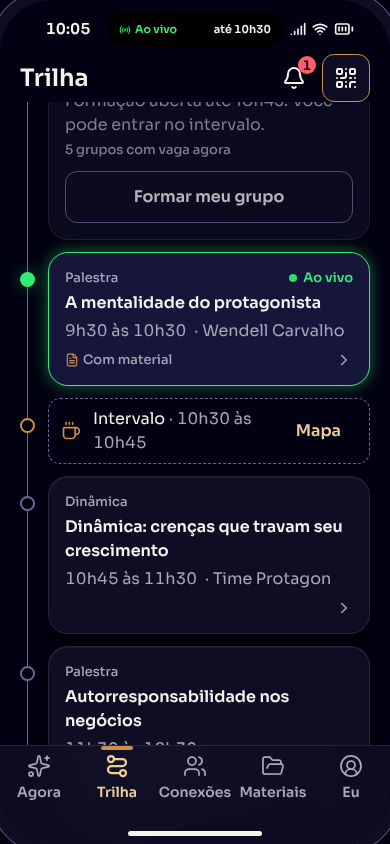 10:05
Ao vivo
até 10h30
Trilha
1
Formação aberta até 10h45. Você
pode entrar no intervalo.
5 grupos com vaga agora
Formar meu grupo
Palestra
Ao vivo
A mentalidade do protagonista
9h30 às 10h30 · Wendell Carvalho
Com material
Intervalo · 10h30 às
10h45
Mapa
Dinâmica
Dinâmica: crenças que travam seu
crescimento
10h45 às 11h30 · Time Protagon
Palestra
Autorresponsabilidade nos
negócios
Agora
Trilha
Conexões
Materiais
Eu